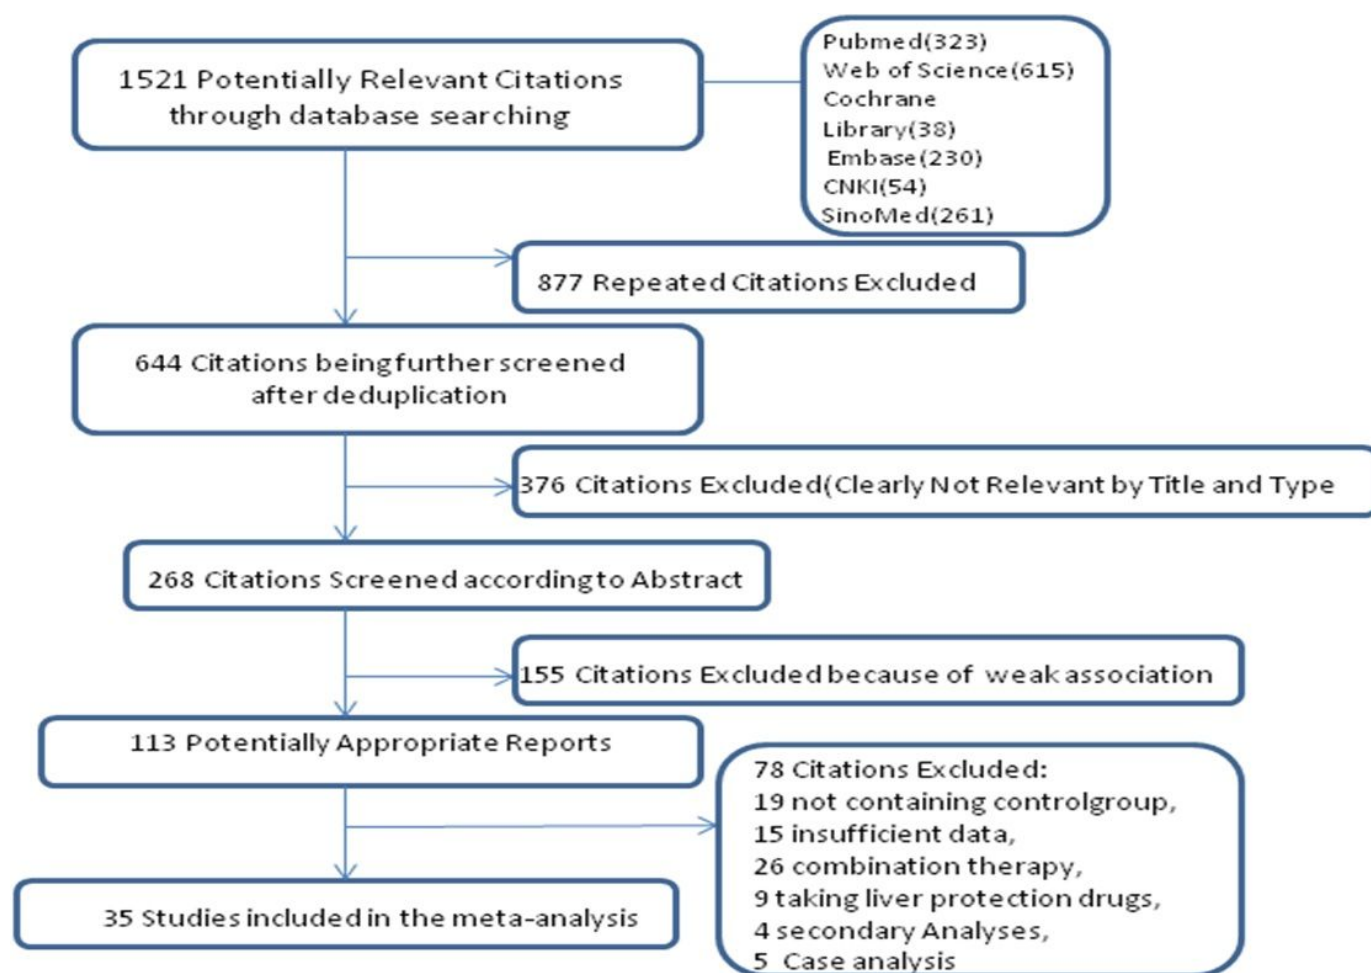 1521 Potentially Relevant Citations
through database searching
Pubmed(323)
Web of Science(615)
Cochrane
Library(38)
Embase(230)
CNKI(54)
SinoMed(261)
877 Repeated Citations Excluded
644 Citations being further screened
after deduplication
376 Citations Excluded(Clearly Not Relevant by Title and Type
268 Citations Screened according to Abstract
155 Citations Excluded because of weak association
113 Potentially Appropriate Reports
78 Citations Excluded:
19 not containing controlgroup,
15 insufficient data,
26 combination therapy,
9 taking liver protection drugs,
4 secondary Analyses,
5 Case analysis
35 Studies included in the meta-analysis